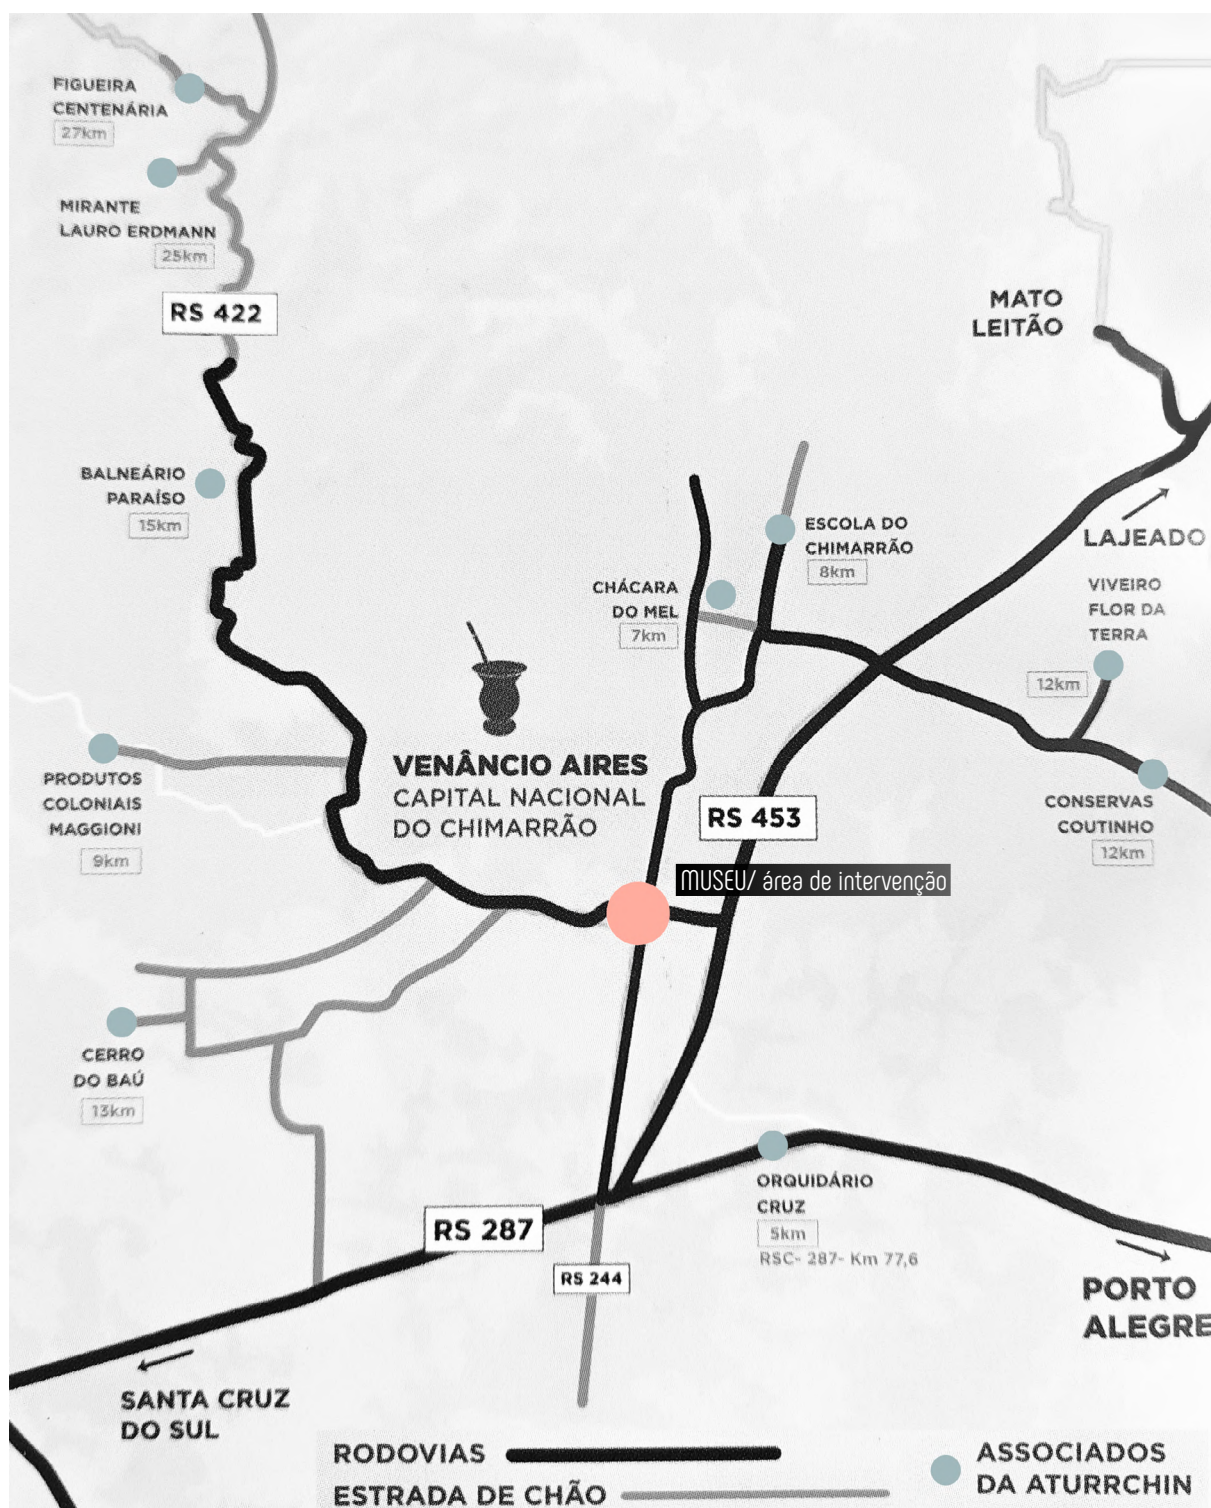 FIGUEIRA
CENTENÁRIA
27km
MIRANTE
LAURO ERDMANN
25km
RS 422
MATO
LEITÃO
BALNEÁRIO
PARAÍSO
15km
ESCOLA DO
CHIMARRÃO
8km
LAJEADO
CHÁCARA
DO MEL
7km
VIVEIRO
FLOR DA
TERRA
12km
VENÂNCIO AIRES
CAPITAL NACIONAL
DO CHIMARRÃO
PRODUTOS
COLONIAIS
MAGGIONI
9km
RS 453
CONSERVAS
COUTINHO
12km
MUSEU/ área de intervenção
CERRO
DO BAÚ
13km
ORQUIDÁRIO
CRUZ
5km
RSC- 287- Km 77,6
RS 287
RS 244
PORTO
ALEGRE
SANTA CRUZ
DO SUL
RODOVIAS
ESTRADA DE CHÃO
ASSOCIADOS
DA ATURRCHIN